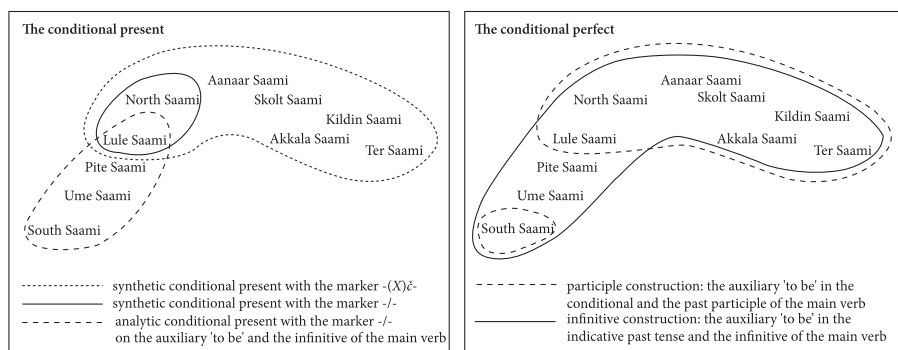 The conditional present
Aanaar Saami
North Saami
Skolt Saami
Kildin Saami
Lule Saami
Akkala Saami
Ter Saami
Pite Saami
Ume Saami
South Saami
synthetic conditional present with the marker -(X)č-
synthetic conditional present with the marker -/-
analytic conditional present with the marker -/-
on the auxiliary 'to be' and the infinitive of the main verb
The conditional perfect
Aanaar Saami
North Saami
Skolt Saami
Kildin Saami
Lule Saami
Akkala Saami
Ter Saami
Pite Saami
Ume Saami
South Saami
participle construction: the auxiliary 'to be' in the
conditional and the past participle of the main verb
infinitive construction: the auxiliary 'to be' in the
indicative past tense and the infinitive of the main verb